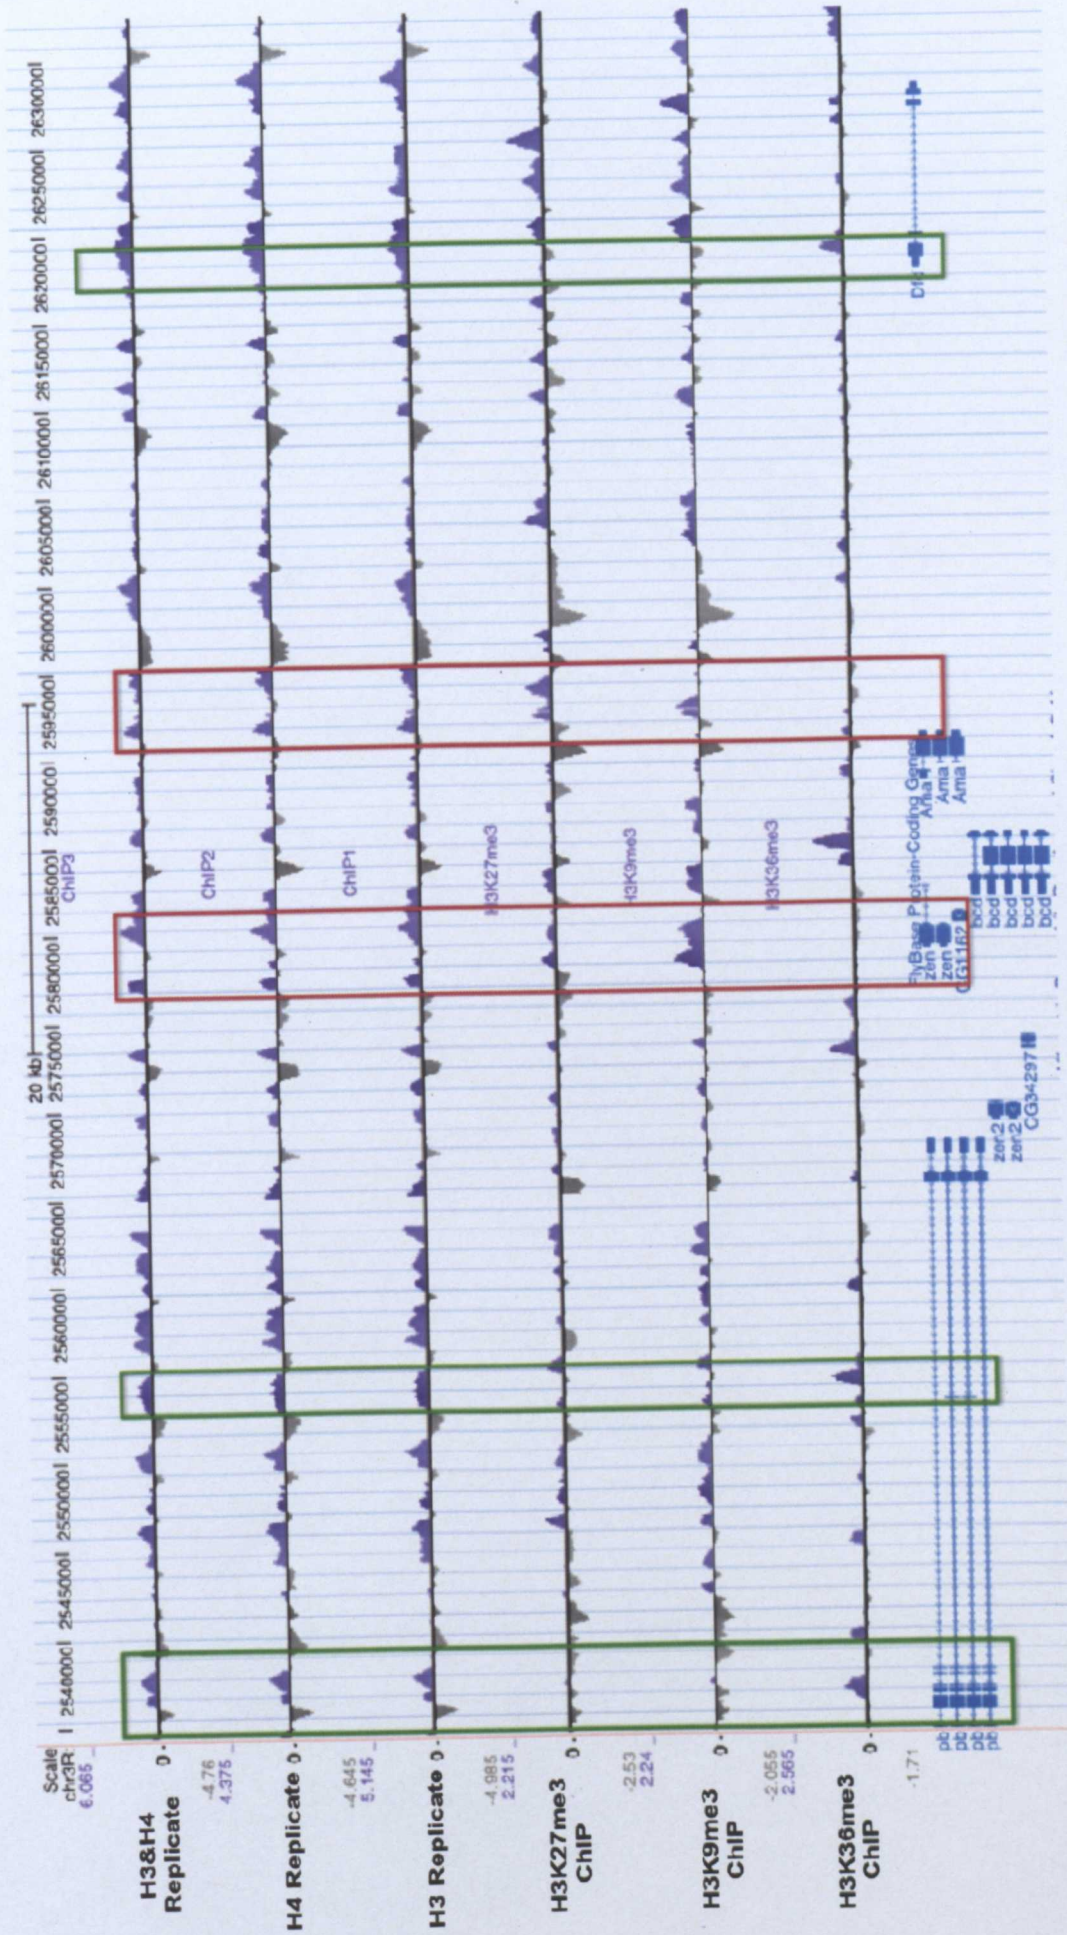 Scale
20 kb
chr3R:
2540000|
2545000|
2550000|
2555000|
2560000|
2565000|
2570000|
2575000|
2580000|
2585000|
2590000|
2595000|
2600000|
2605000|
2610000|
2615000|
2620000|
2625000|
2630000|
6.065 _
ChIP3
H3&H4
Replicate
0 -
-4.76
4.375 _
ChIP2
H4 Replicate
0 -
-4.645
5.145 _
ChIP1
H3 Replicate
0 -
-4.985
2.215 _
H3K27me3
H3K27me3
ChIP
0 -
-2.53
2.24 _
H3K9me3
H3K9me3
ChIP
0 -
-2.055
2.565 _
H3K36me3
H3K36me3
ChIP
0 -
-1.71
FlyBase Protein-Coding Genes
pb
pb
pb
pb
zen2
zen2
CG34297
zen
zen
CG1162
bcd
bcd
bcd
bcd
bcd
Ama
Ama
Ama
Dfd